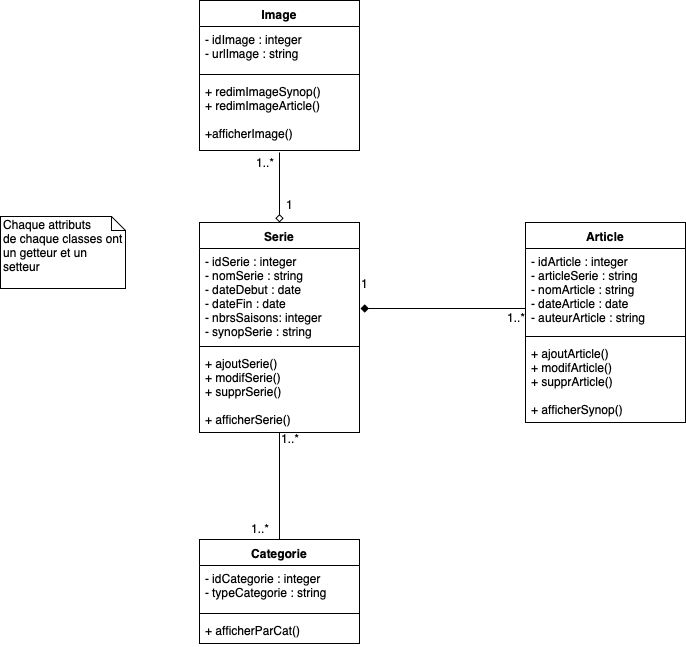 Image
- idImage : integer
- urlImage : string
+ redimImageSynop()
+ redimImageArticle()
+afficherImage()
1..*
1
Chaque attributs
de chaque classes ont
un getteur et un
setteur
Serie
- idSerie : integer
- nomSerie : string
- dateDebut : date
- dateFin : date
- nbrsSaisons: integer
- synopSerie : string
+ ajoutSerie()
+ modifSerie()
+ supprSerie()
+ afficherSerie()
1
1..*
Article
- idArticle : integer
- articleSerie : string
- nomArticle : string
- dateArticle : date
- auteurArticle : string
+ ajoutArticle()
+ modifArticle()
+ supprArticle()
+ afficherSynop()
1..*
1..*
Categorie
- idCategorie : integer
- typeCategorie : string
+ afficherParCat()